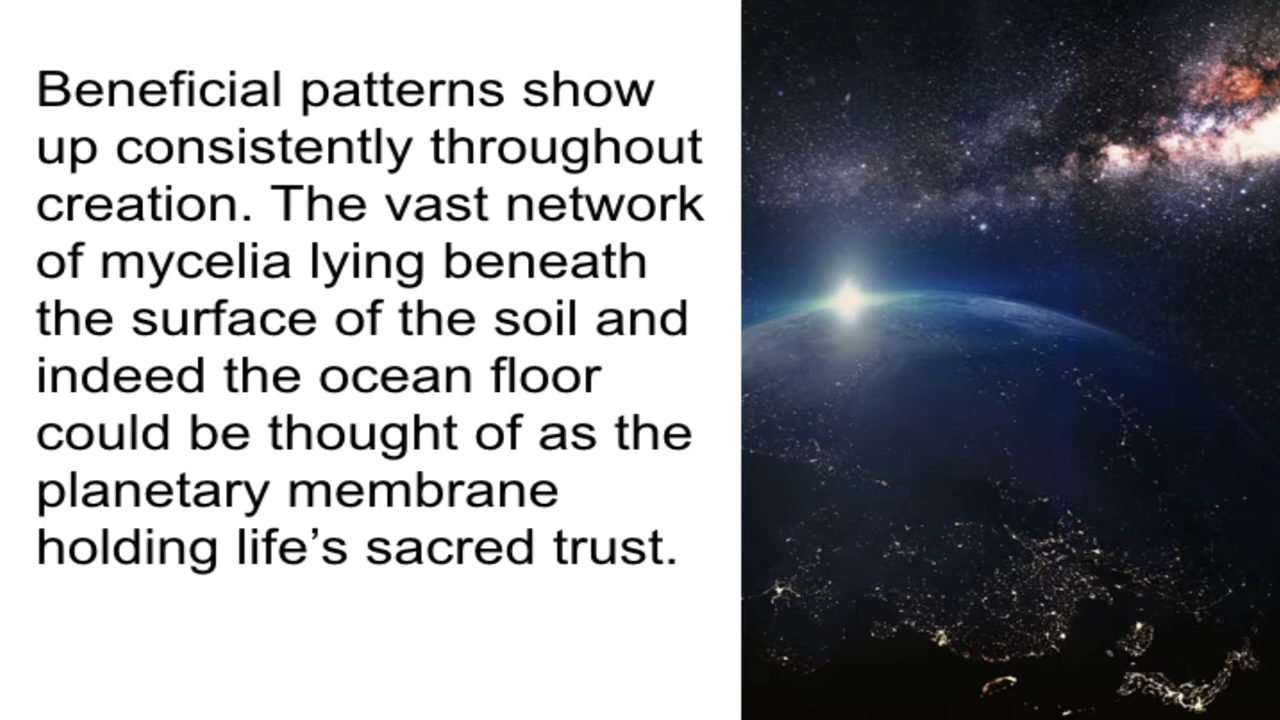 Beneficial patterns show
up consistently throughout
creation. The vast network
of mycelia lying beneath
the surface of the soil and
indeed the ocean floor
could be thought of as the
planetary membrane
holding life’s sacred trust.